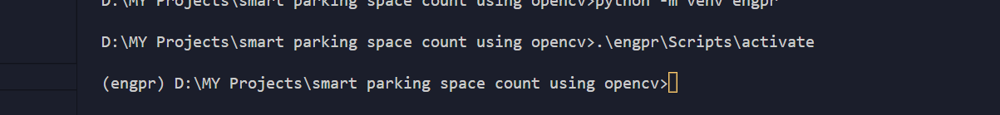 D:\MY Projects\smart parking space count using opencv>python -m venv engpr
D:\MY Projects\smart parking space count using opencv>.\engpr\Scripts\activate
(engpr) D:\MY Projects\smart parking space count using opencv>